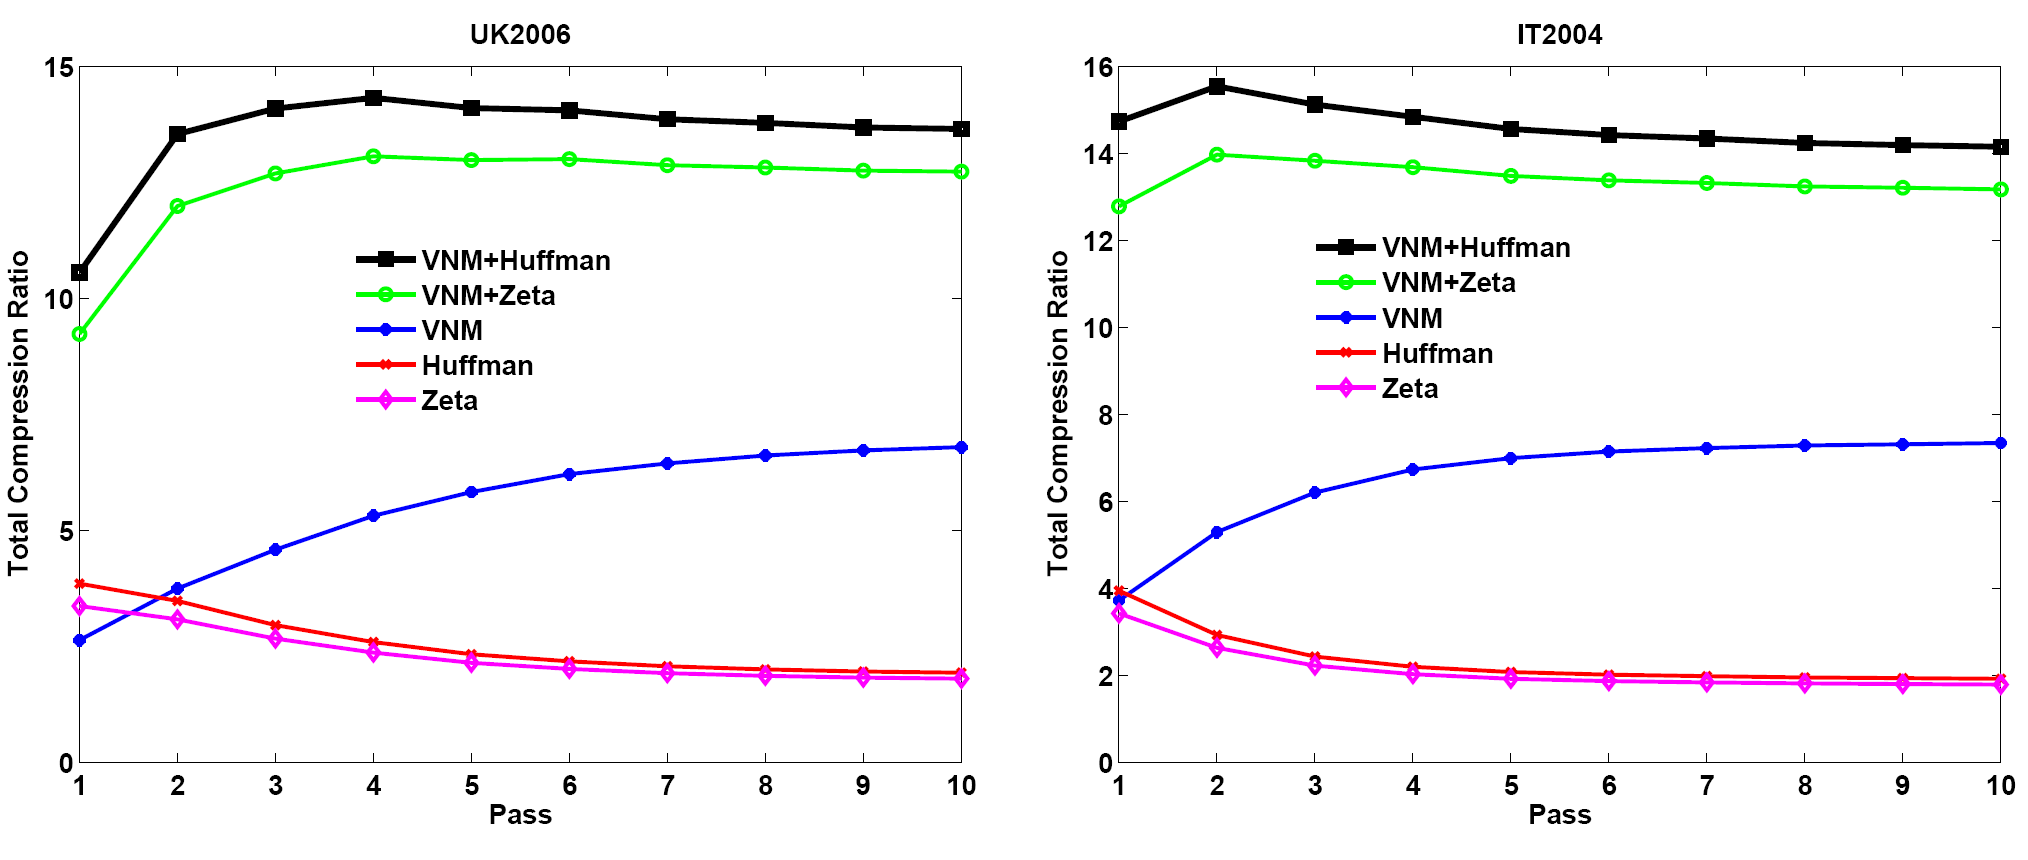 UK2006
15
10
5
0
Total Compression Ratio
VNM+Huffman
VNM+Zeta
VNM
Huffman
Zeta
1 2 3 4 5 6 7 8 9 10
Pass
IT2004
16
14
12
10
8
6
4
2
0
Total Compression Ratio
VNM+Huffman
VNM+Zeta
VNM
Huffman
Zeta
1 2 3 4 5 6 7 8 9 10
Pass